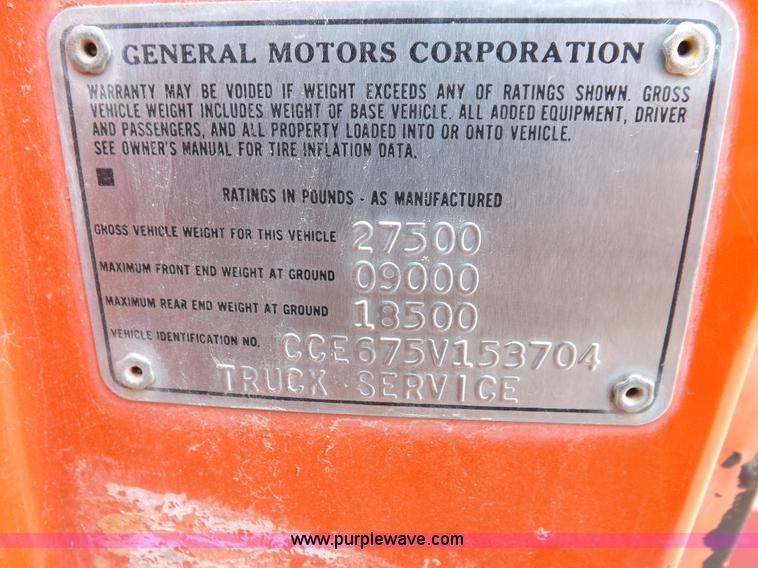 GENERAL MOTORS CORPORATION
WARRANTY MAY BE VOIDED IF WEIGHT EXCEEDS ANY OF RATINGS SHOWN. GROSS
VEHICLE WEIGHT INCLUDES WEIGHT OF BASE VEHICLE. ALL ADDED EQUIPMENT, DRIVER
AND PASSENGERS, AND ALL PROPERTY LOADED INTO OR ONTO VEHICLE.
SEE OWNER'S MANUAL FOR TIRE INFLATION DATA.
RATINGS IN POUNDS - AS MANUFACTURED
GROSS VEHICLE WEIGHT FOR THIS VEHICLE 27500
MAXIMUM FRONT END WEIGHT AT GROUND 09000
MAXIMUM REAR END WEIGHT AT GROUND 18500
VEHICLE IDENTIFICATION NO. CCE675V153704
TRUCK SERVICE
www.purplewave.com